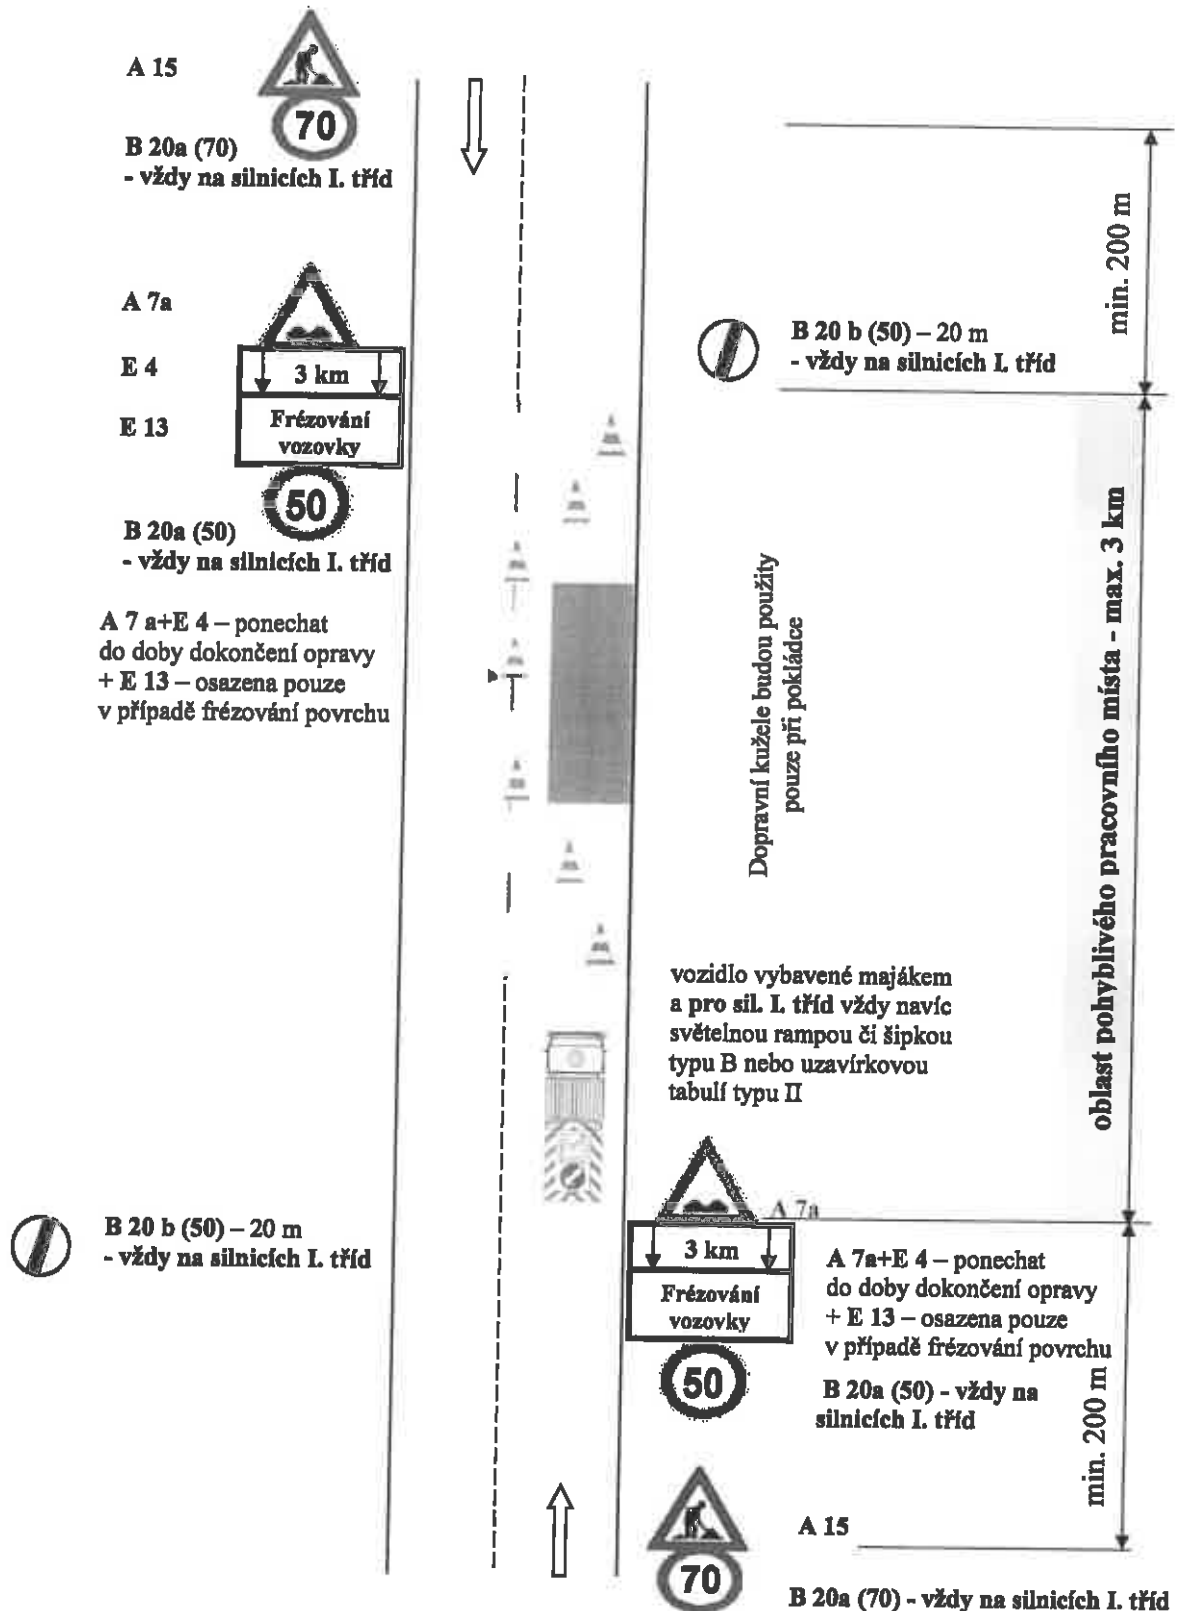 A 15
70
B 20a (70)
- vždy na silnicích I. tříd
min. 200 m
A 7a
E 4
3 km
E 13
Frézování
vozovky
50
B 20a (50)
- vždy na silnicích I. tříd
B 20 b (50) – 20 m
- vždy na silnicích I. tříd
A 7 a+E 4 – ponechat
do doby dokončení opravy
+ E 13 – osazena pouze
v případě frézování povrchu
Dopravní kužele budou použity
pouze při pokládce
oblast pohyblivého pracovního místa - max. 3 km
vozidlo vybavené majákem
a pro sil. I. tříd vždy navíc
světelnou rampou či šipkou
typu B nebo uzavírkovou
tabulí typu II
B 20 b (50) – 20 m
- vždy na silnicích I. tříd
A 7a
3 km
Frézování
vozovky
50
A 7a+E 4 – ponechat
do doby dokončení opravy
+ E 13 – osazena pouze
v případě frézování povrchu
B 20a (50) - vždy na
silnicích I. tříd
min. 200 m
A 15
70
B 20a (70) - vždy na silnicích I. tříd